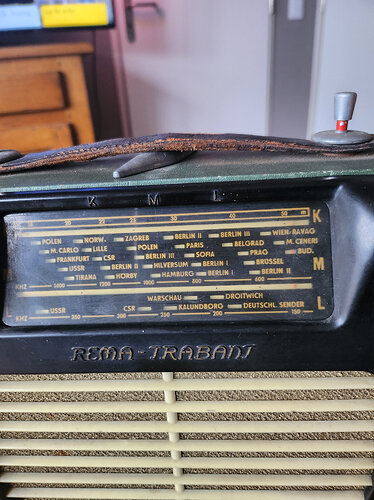 K M L
20 25 30 40 50 m K
POLEN NORW. ZAGREB BERLIN II BERLIN III WIEN-RAVAG
M. CARLO LILLE POLEN PARIS BELGRAD M. CENERI
FRANKFURT CSR BERLIN III SOFIA PRAG BUD.
USSR BERLIN II HILVERSUM BERLIN I BRÜSSEL M
TIRANA HÖRBY HAMBURG BERLIN I BERLIN II
KHZ 1600 1200 1000 800 600
WARSCHAU DROITWICH
USSR CSR KALUNDBORG DEUTSCHL. SENDER L
KHZ 350 300 250 200 150
REMA-TRABANT